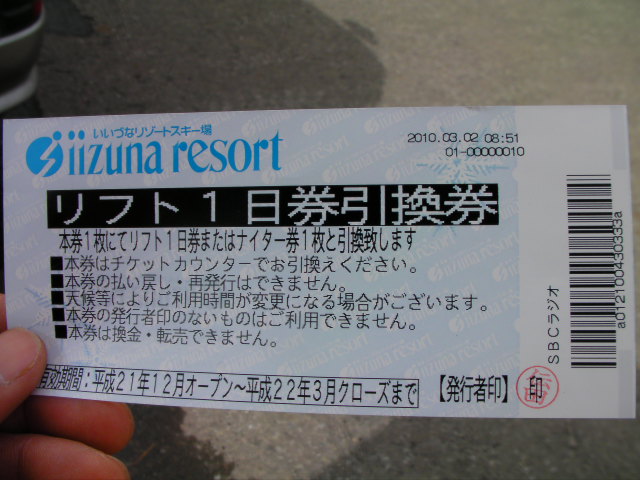 いいづなリゾートスキー場
iizuna resort
2010.03.02 08:51
01-00000010
リフト1日券引換券
本券1枚にてリフト1日券またはナイター券1枚と引換致します
■本券はチケットカウンターでお引換えください。
■本券の払い戻し・再発行はできません。
■天候等によりご利用時間が変更になる場合がございます。
■本券の発行者印のないものはご利用できません。
■本券は換金・転売できません。
有効期間：平成21年12月オープン～平成22年3月クローズまで
【発行者印】 印
SBCラジオ
a01210043033​3a